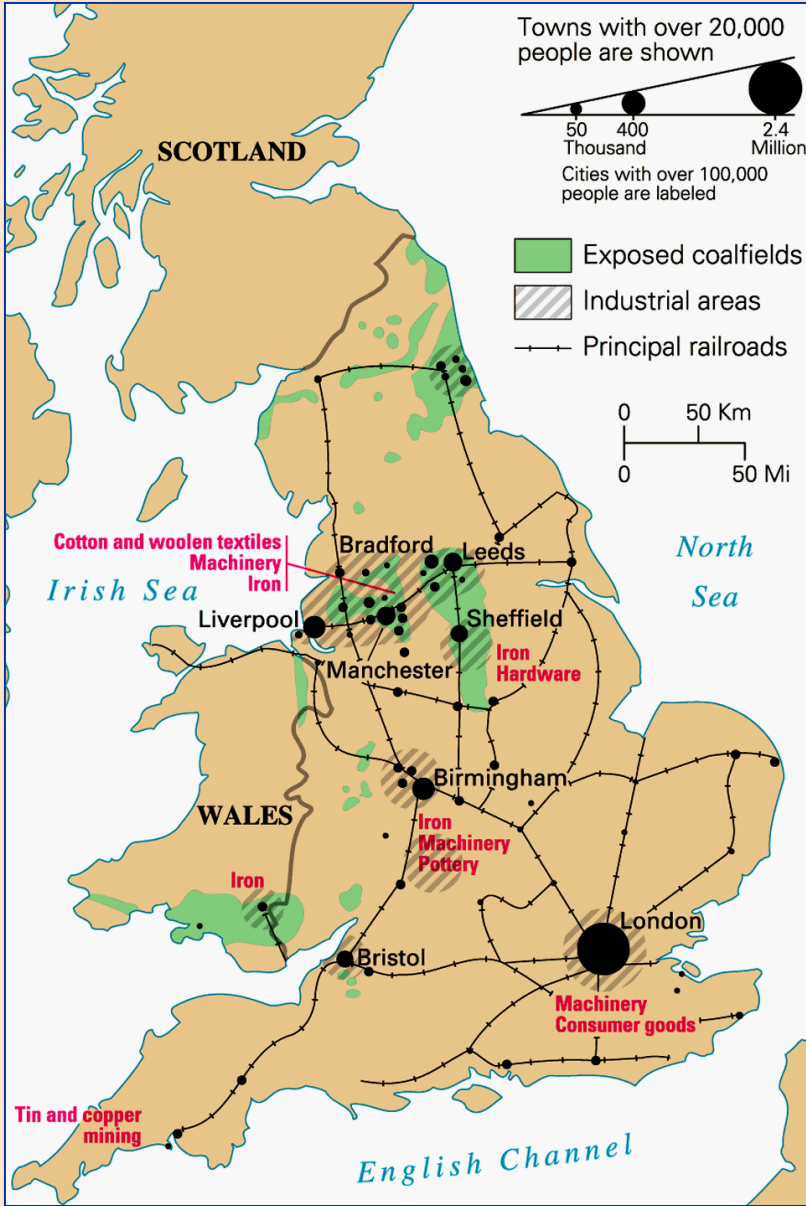 Towns with over 20,000
people are shown
50
Thousand
400
2.4
Million
Cities with over 100,000
people are labeled
Exposed coalfields
Industrial areas
Principal railroads
0 50 Km
0 50 Mi
SCOTLAND
North
Sea
Irish Sea
Cotton and woolen textiles
Machinery
Iron
Bradford
Leeds
Liverpool
Sheffield
Manchester
Iron
Hardware
Birmingham
WALES
Iron
Machinery
Pottery
Iron
London
Bristol
Machinery
Consumer goods
Tin and copper
mining
English Channel